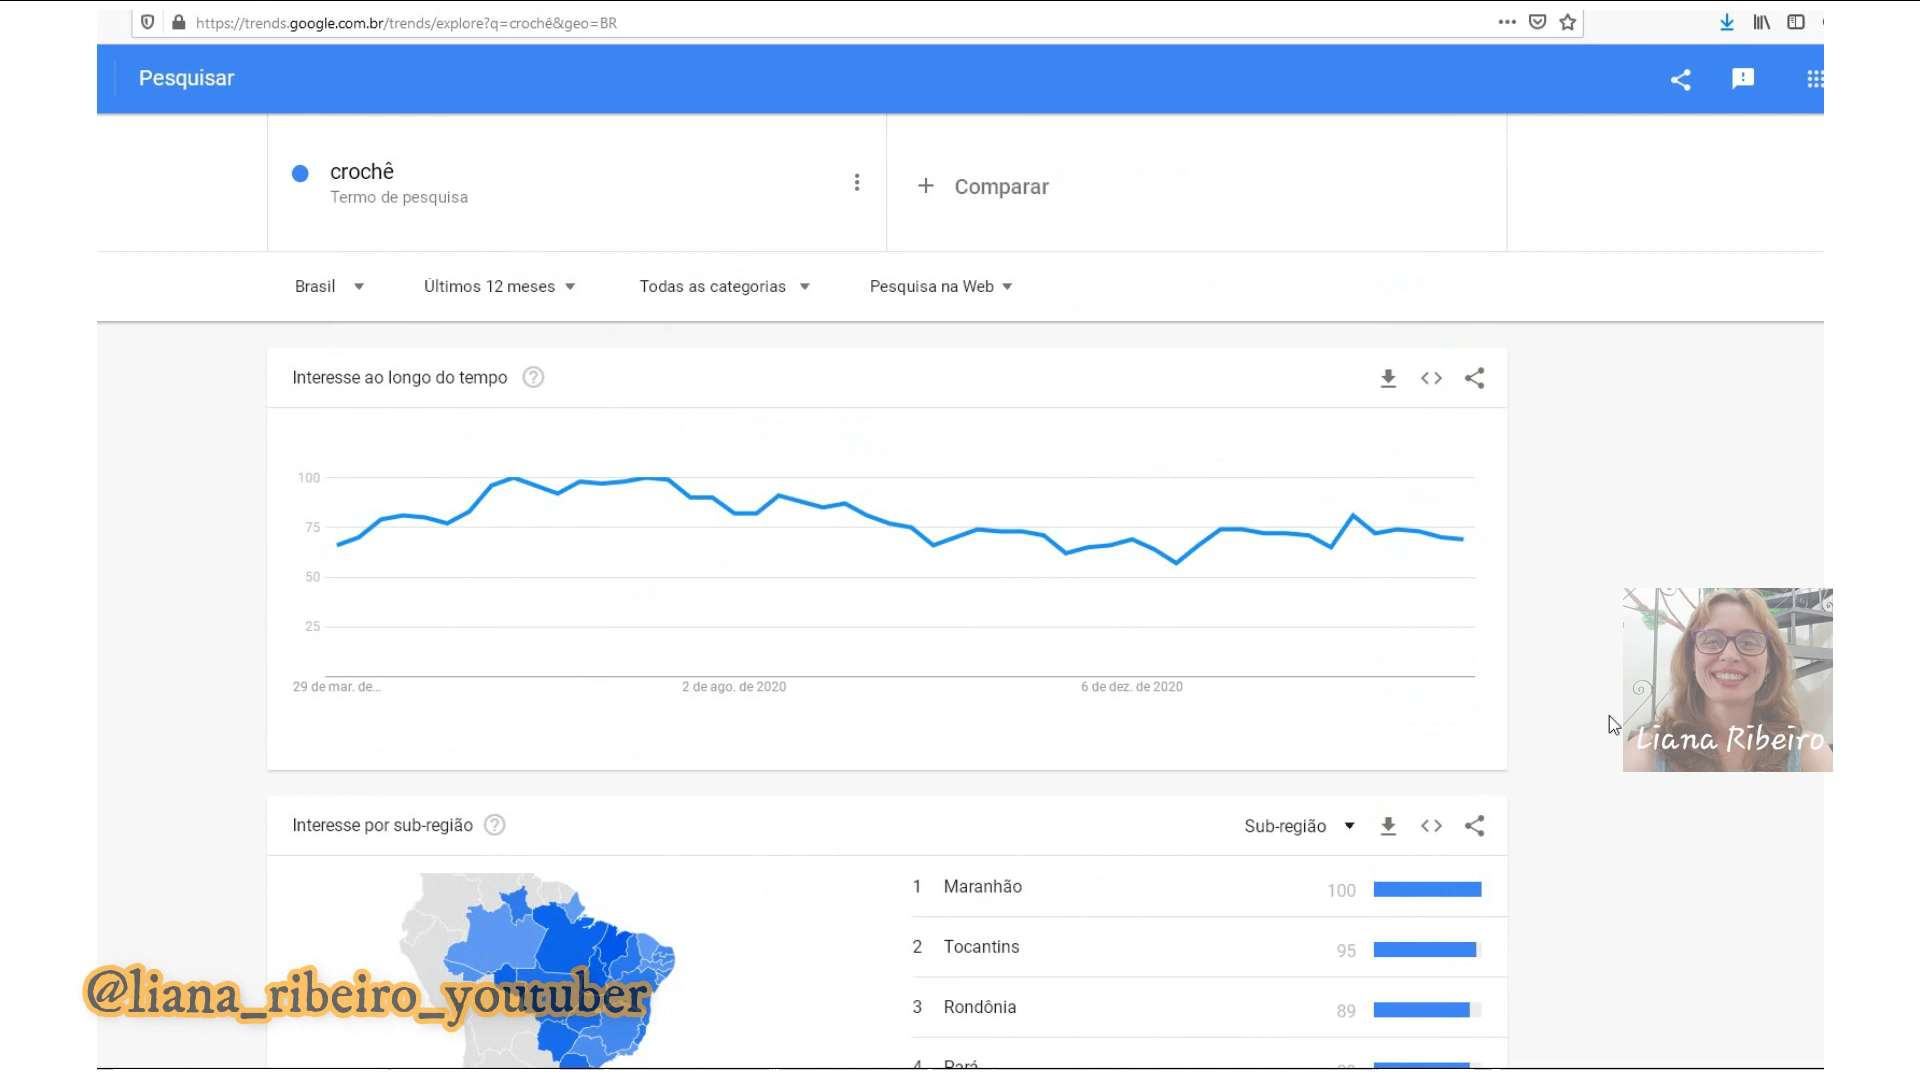 https://trends.google.com.br/trends/explore?q=crochê&geo=BR
Pesquisar
crochê
Termo de pesquisa
+ Comparar
Brasil
Últimos 12 meses
Todas as categorias
Pesquisa na Web
Interesse ao longo do tempo
100
75
50
25
29 de mar. de...
2 de ago. de 2020
6 de dez. de 2020
Liana Ribeiro
Interesse por sub-região
Sub-região
1 Maranhão 100
2 Tocantins 95
3 Rondônia 89
4 Pará
@liana_ribeiro_youtuber